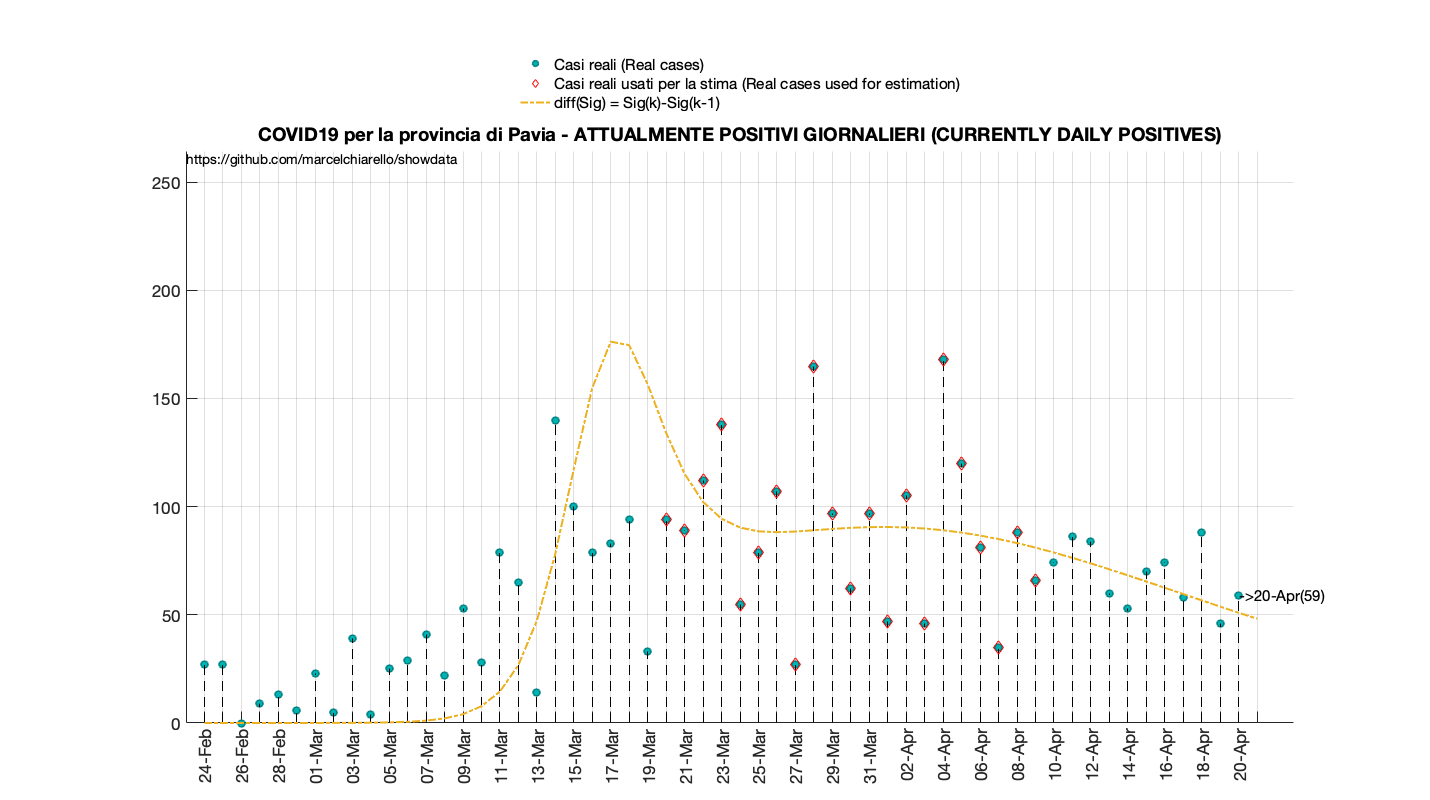 Casi reali (Real cases)
Casi reali usati per la stima (Real cases used for estimation)
diff(Sig) = Sig(k)-Sig(k-1)
COVID19 per la provincia di Pavia - ATTUALMENTE POSITIVI GIORNALIERI (CURRENTLY DAILY POSITIVES)
https://github.com/marcelchiarello/showdata
250
200
150
100
50
0
->20-Apr(59)
24-Feb
26-Feb
28-Feb
01-Mar
03-Mar
05-Mar
07-Mar
09-Mar
11-Mar
13-Mar
15-Mar
17-Mar
19-Mar
21-Mar
23-Mar
25-Mar
27-Mar
29-Mar
31-Mar
02-Apr
04-Apr
06-Apr
08-Apr
10-Apr
12-Apr
14-Apr
16-Apr
18-Apr
20-Apr